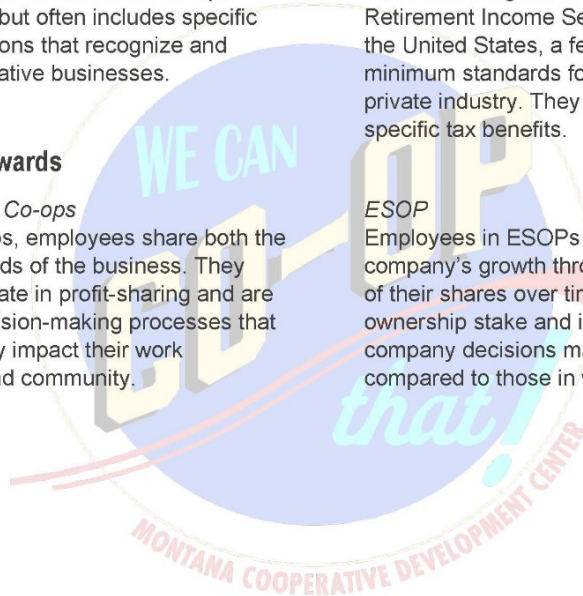 but often includes specific
ons that recognize and
ative businesses.
wards
Co-ops
s, employees share both the
ds of the business. They
ate in profit-sharing and are
sion-making processes that
y impact their work
nd community.
Retirement Income Se
the United States, a fe
minimum standards fo
private industry. They
specific tax benefits.
ESOP
Employees in ESOPs
company's growth thro
of their shares over tim
ownership stake and i
company decisions ma
compared to those in
WE CAN
CO-OP
that!
MONTANA COOPERATIVE DEVELOPMENT CENTER